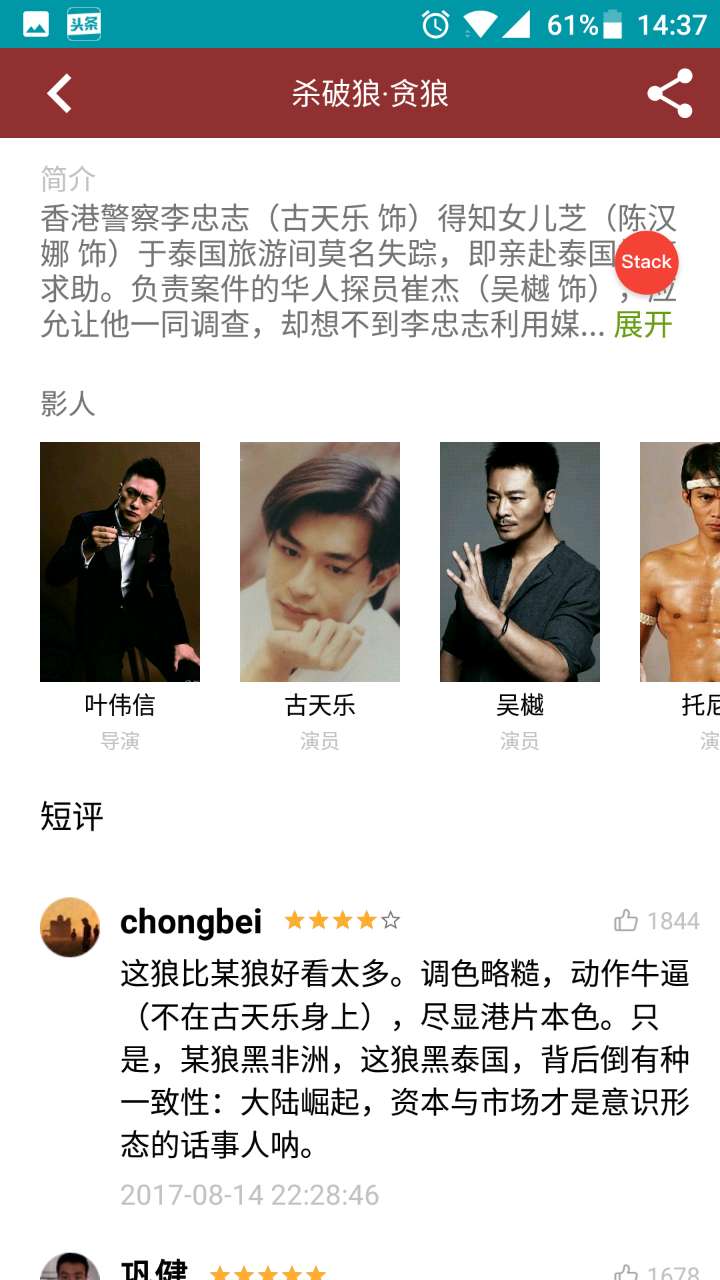 头条
61%
14:37
杀破狼·贪狼
简介
香港警察李忠志（古天乐 饰）得知女儿芝（陈汉
娜 饰）于泰国旅游间莫名失踪，即亲赴泰国
Stack
求助。负责案件的华人探员崔杰（吴樾 饰），应
允让他一同调查，却想不到李忠志利用媒... 展开
影人
叶伟信
古天乐
吴樾
托尼
导演
演员
演员
演
短评
chongbei
1844
这狼比某狼好看太多。调色略糙，动作牛逼
（不在古天乐身上），尽显港片本色。只
是，某狼黑非洲，这狼黑泰国，背后倒有种
一致性：大陆崛起，资本与市场才是意识形
态的话事人呐。
2017-08-14 22:28:46
巩健
1678